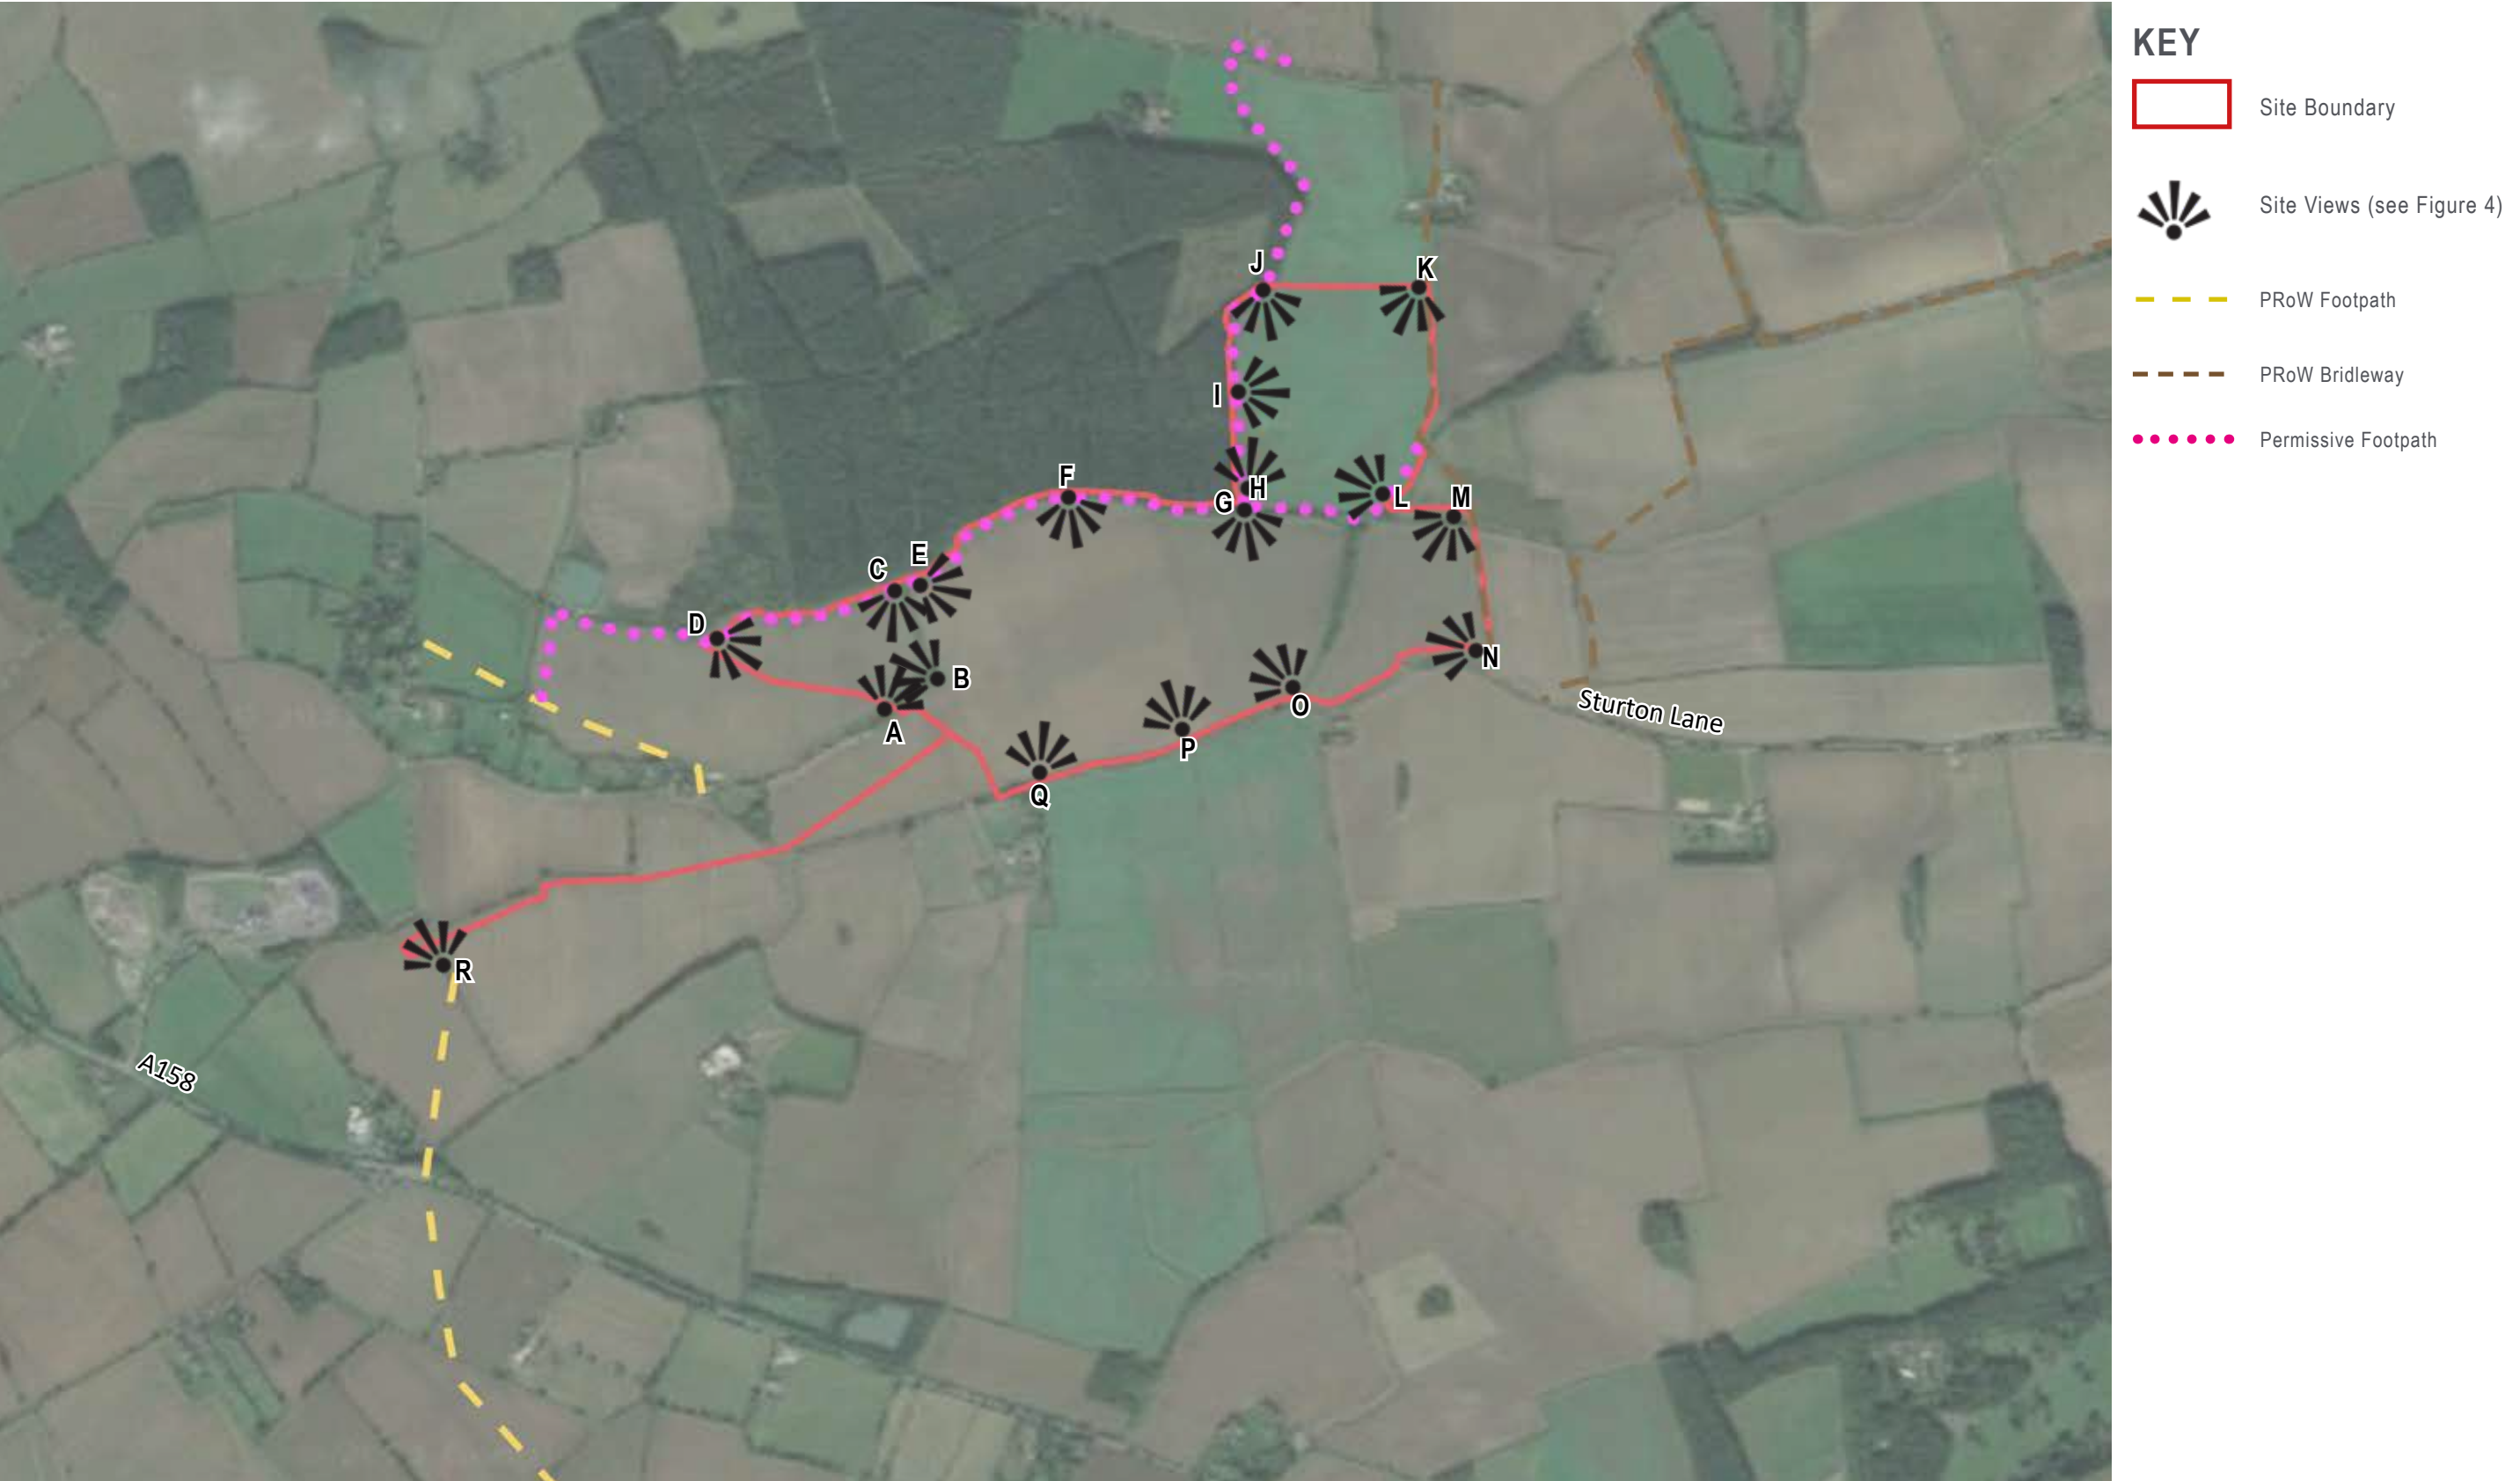 KEY
Site Boundary
Site Views (see Figure 4)
PRoW Footpath
PRoW Bridleway
Permissive Footpath
J
K
I
F
G
H
L
M
E
C
D
B
A
N
O
P
Q
R
Sturton Lane
A158